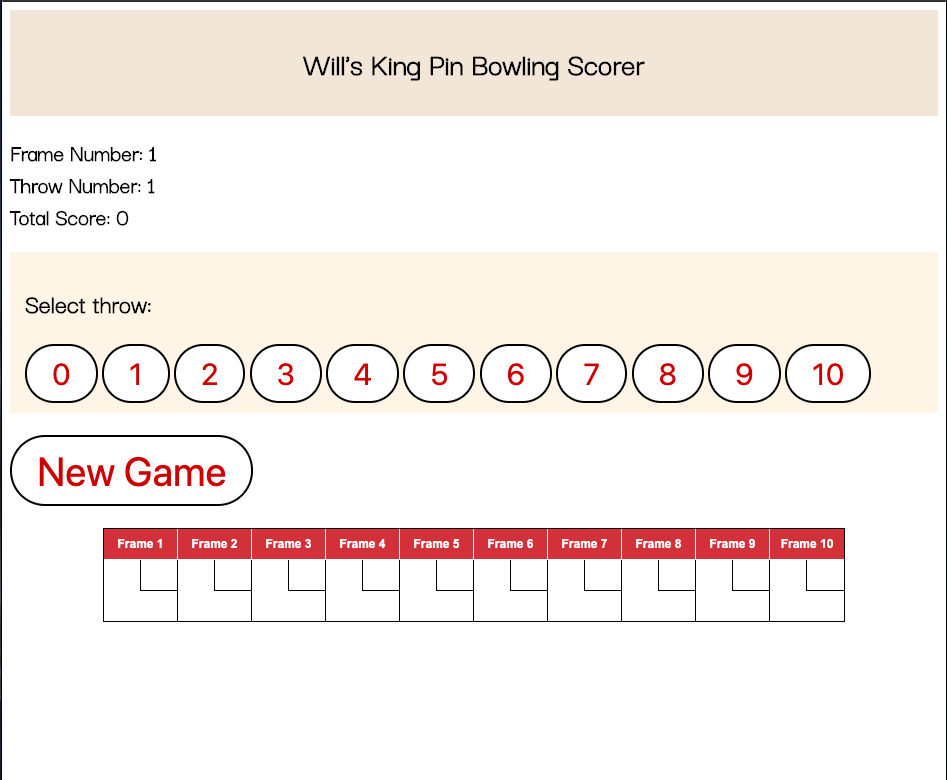 Will's King Pin Bowling Scorer
Frame Number: 1
Throw Number: 1
Total Score: 0
Select throw:
0 1 2 3 4 5 6 7 8 9 10
New Game
Frame 1 Frame 2 Frame 3 Frame 4 Frame 5 Frame 6 Frame 7 Frame 8 Frame 9 Frame 10